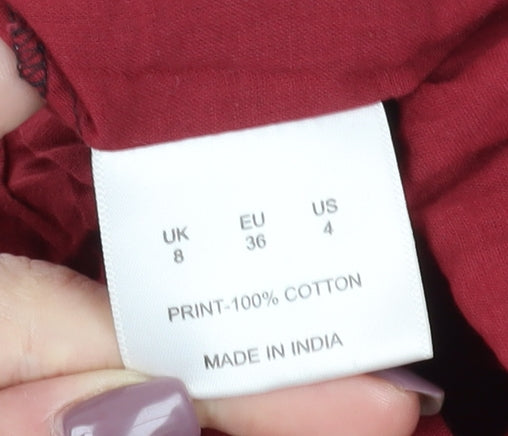 UK EU US
8 36 4
PRINT-100% COTTON
MADE IN INDIA